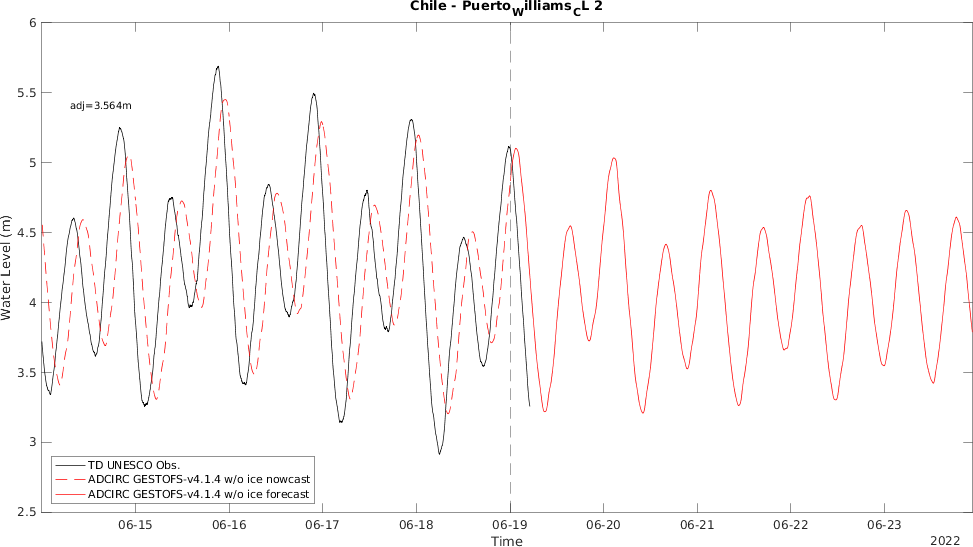 Chile - Puerto_Williams_CL 2
6
5.5
5
4.5
4
3.5
3
2.5
Water Level (m)
adj=3.564m
TD UNESCO Obs.
ADCIRC GESTOFS-v4.1.4 w/o ice nowcast
ADCIRC GESTOFS-v4.1.4 w/o ice forecast
06-15 06-16 06-17 06-18 06-19 06-20 06-21 06-22 06-23
Time
2022